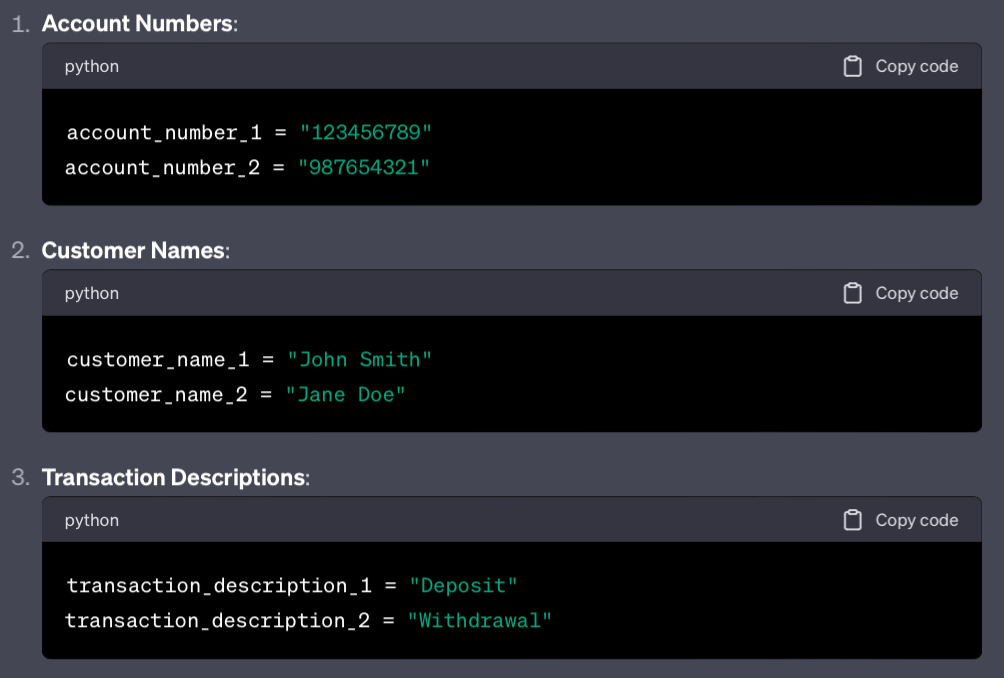 1. Account Numbers:
python Copy code
account_number_1 = "123456789"
account_number_2 = "987654321"
2. Customer Names:
python Copy code
customer_name_1 = "John Smith"
customer_name_2 = "Jane Doe"
3. Transaction Descriptions:
python Copy code
transaction_description_1 = "Deposit"
transaction_description_2 = "Withdrawal"